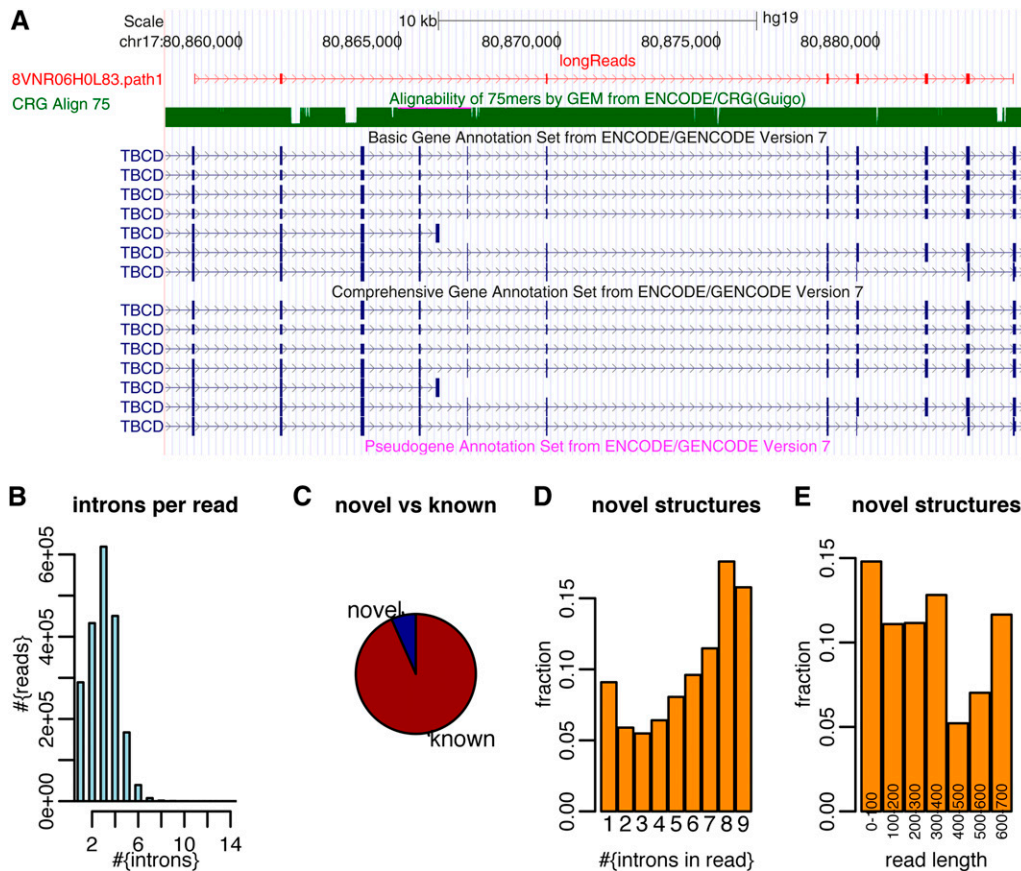 A
Scale
10 kb
hg19
chr17:
80,860,000
80,865,000
80,870,000
80,875,000
80,880,000
longReads
8VNR06H0L83.path1
CRG Align 75
Alignability of 75mers by GEM from ENCODE/CRG(Guigo)
Basic Gene Annotation Set from ENCODE/GENCODE Version 7
TBCD
TBCD
TBCD
TBCD
TBCD
TBCD
TBCD
Comprehensive Gene Annotation Set from ENCODE/GENCODE Version 7
TBCD
TBCD
TBCD
TBCD
TBCD
TBCD
TBCD
Pseudogene Annotation Set from ENCODE/GENCODE Version 7
B
introns per read
#{reads}
6e+05
4e+05
2e+05
0e+00
2 6 10 14
#{introns}
C
novel vs known
novel
known
D
novel structures
fraction
0.15
0.10
0.05
0.00
1 2 3 4 5 6 7 8 9
#{introns in read}
E
novel structures
fraction
0.15
0.10
0.05
0.00
0-100
100-200
200-300
300-400
400-500
500-600
600-700
read length